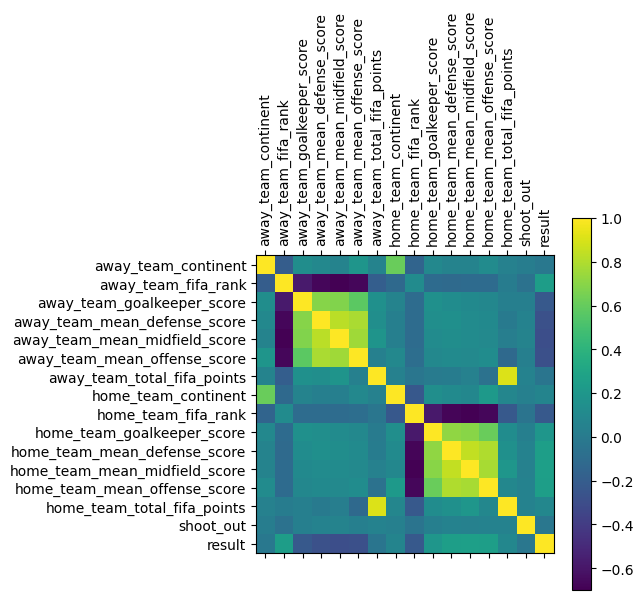 away_team_continent
away_team_fifa_rank
away_team_goalkeeper_score
away_team_mean_defense_score
away_team_mean_midfield_score
away_team_mean_offense_score
away_team_total_fifa_points
home_team_continent
home_team_fifa_rank
home_team_goalkeeper_score
home_team_mean_defense_score
home_team_mean_midfield_score
home_team_mean_offense_score
home_team_total_fifa_points
shoot_out
result
away_team_continent
away_team_fifa_rank
away_team_goalkeeper_score
away_team_mean_defense_score
away_team_mean_midfield_score
away_team_mean_offense_score
away_team_total_fifa_points
home_team_continent
home_team_fifa_rank
home_team_goalkeeper_score
home_team_mean_defense_score
home_team_mean_midfield_score
home_team_mean_offense_score
home_team_total_fifa_points
shoot_out
result
1.0
0.8
0.6
0.4
0.2
0.0
−0.2
−0.4
−0.6